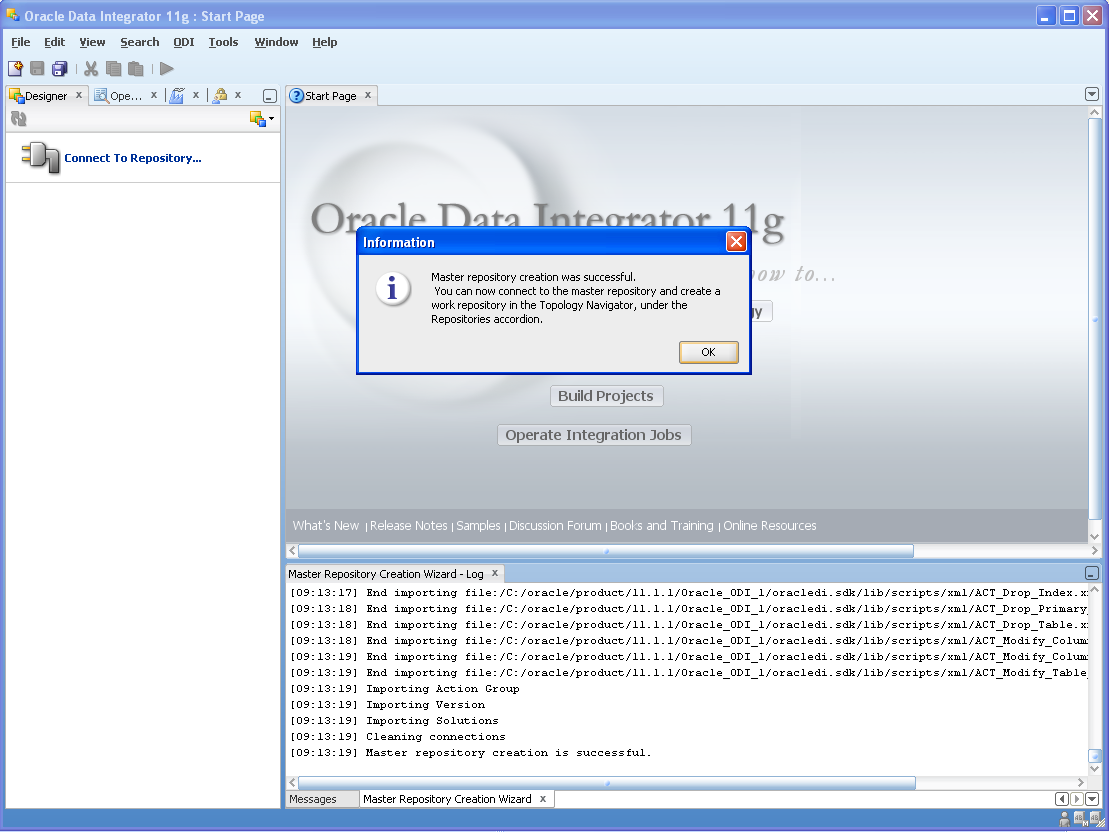 Oracle Data Integrator 11g : Start Page
File Edit View Search ODI Tools Window Help
Designer x Ope... x x x
Start Page x
Connect To Repository...
Oracle Data Integrator 11g
to...
Information
Master repository creation was successful.
You can now connect to the master repository and create a
work repository in the Topology Navigator, under the
Repositories accordion.
OK
Build Projects
Operate Integration Jobs
What's New | Release Notes | Samples | Discussion Forum | Books and Training | Online Resources
Master Repository Creation Wizard - Log x
[09:13:17] End importing file:/C:/oracle/product/11.1.1/Oracle_ODI_1/oracledi.sdk/lib/scripts/xml/ACT_Drop_Index.x
[09:13:18] End importing file:/C:/oracle/product/11.1.1/Oracle_ODI_1/oracledi.sdk/lib/scripts/xml/ACT_Drop_Primary_
[09:13:18] End importing file:/C:/oracle/product/11.1.1/Oracle_ODI_1/oracledi.sdk/lib/scripts/xml/ACT_Drop_Table.x
[09:13:18] End importing file:/C:/oracle/product/11.1.1/Oracle_ODI_1/oracledi.sdk/lib/scripts/xml/ACT_Modify_Colum
[09:13:19] End importing file:/C:/oracle/product/11.1.1/Oracle_ODI_1/oracledi.sdk/lib/scripts/xml/ACT_Modify_Colum
[09:13:19] End importing file:/C:/oracle/product/11.1.1/Oracle_ODI_1/oracledi.sdk/lib/scripts/xml/ACT_Modify_Table_
[09:13:19] Importing Action Group
[09:13:19] Importing Version
[09:13:19] Importing Solutions
[09:13:19] Cleaning connections
[09:13:19] Master repository creation is successful.
Messages Master Repository Creation Wizard x